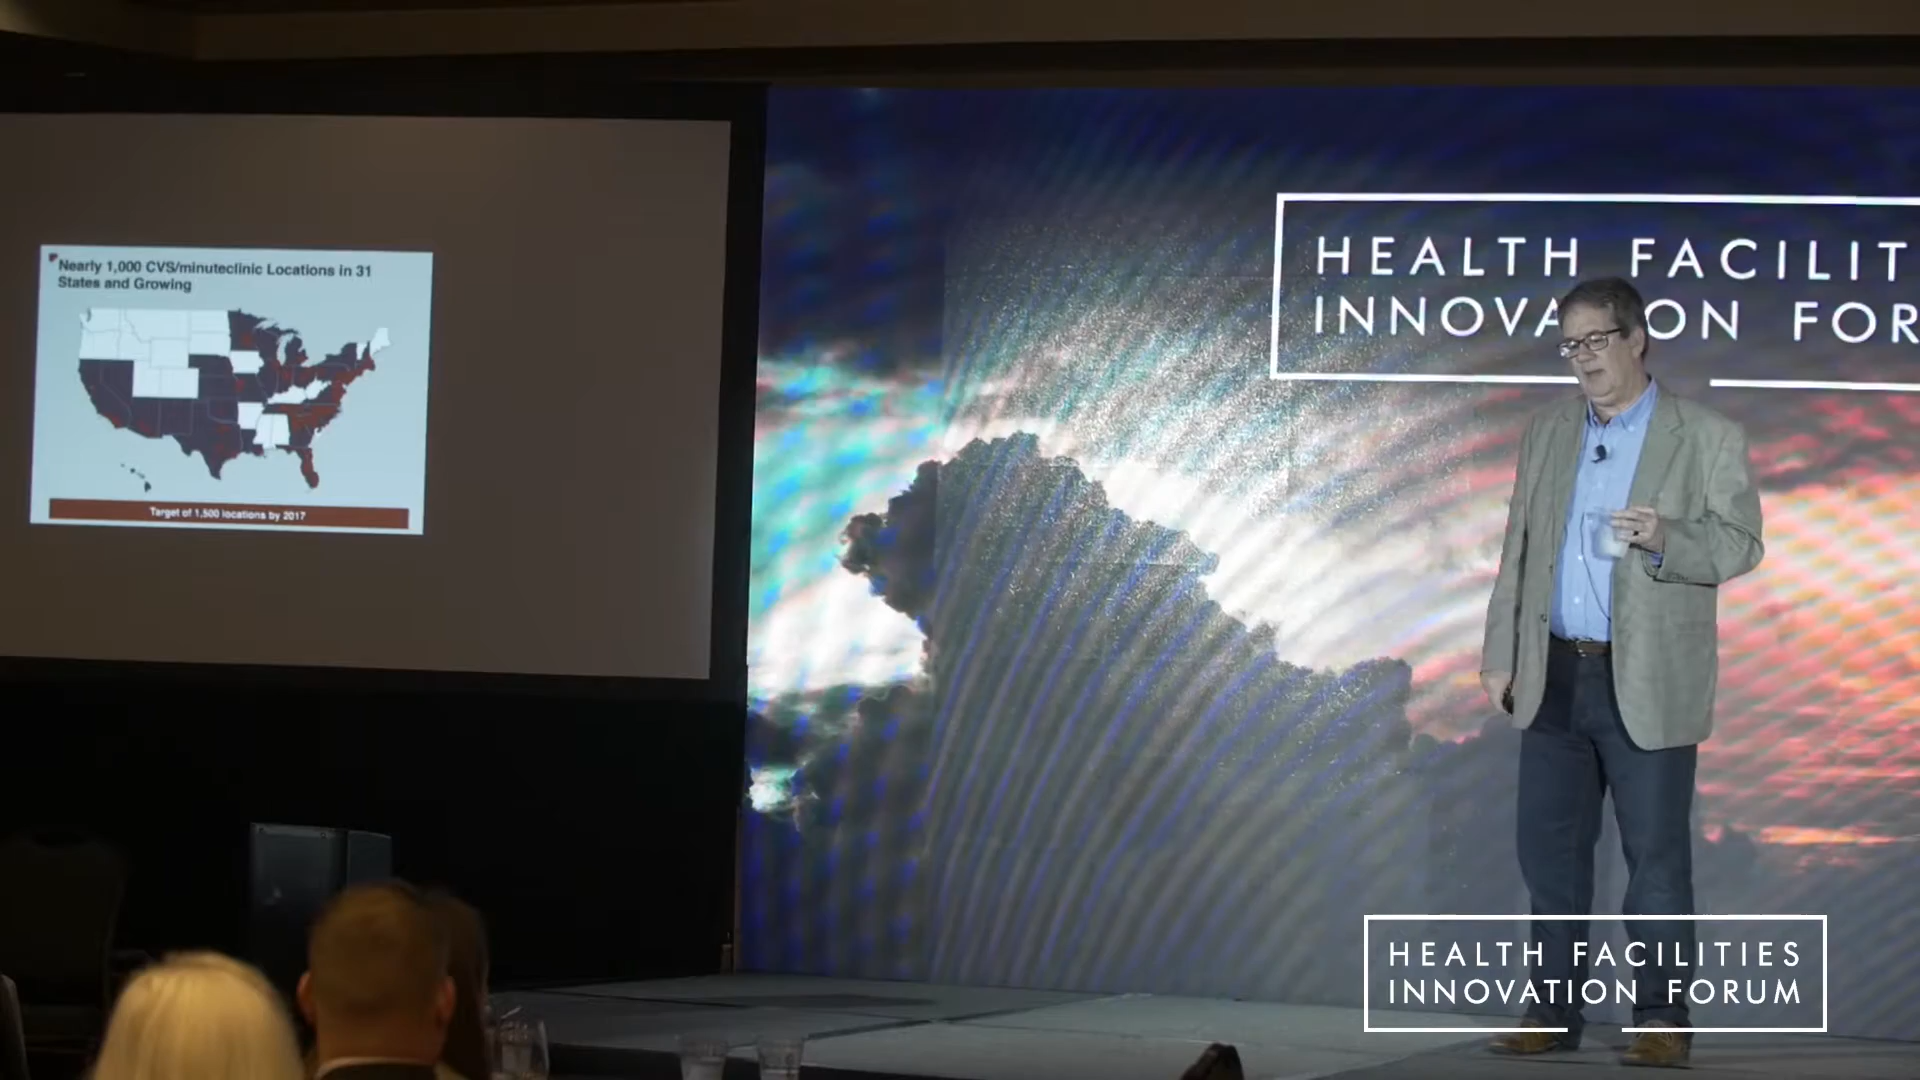 Nearly 1,000 CVS/minuteclinic Locations in 31
States and Growing
Target of 1,500 locations by 2017
HEALTH FACILIT
INNOVA ON FOR
HEALTH FACILITIES
INNOVATION FORUM